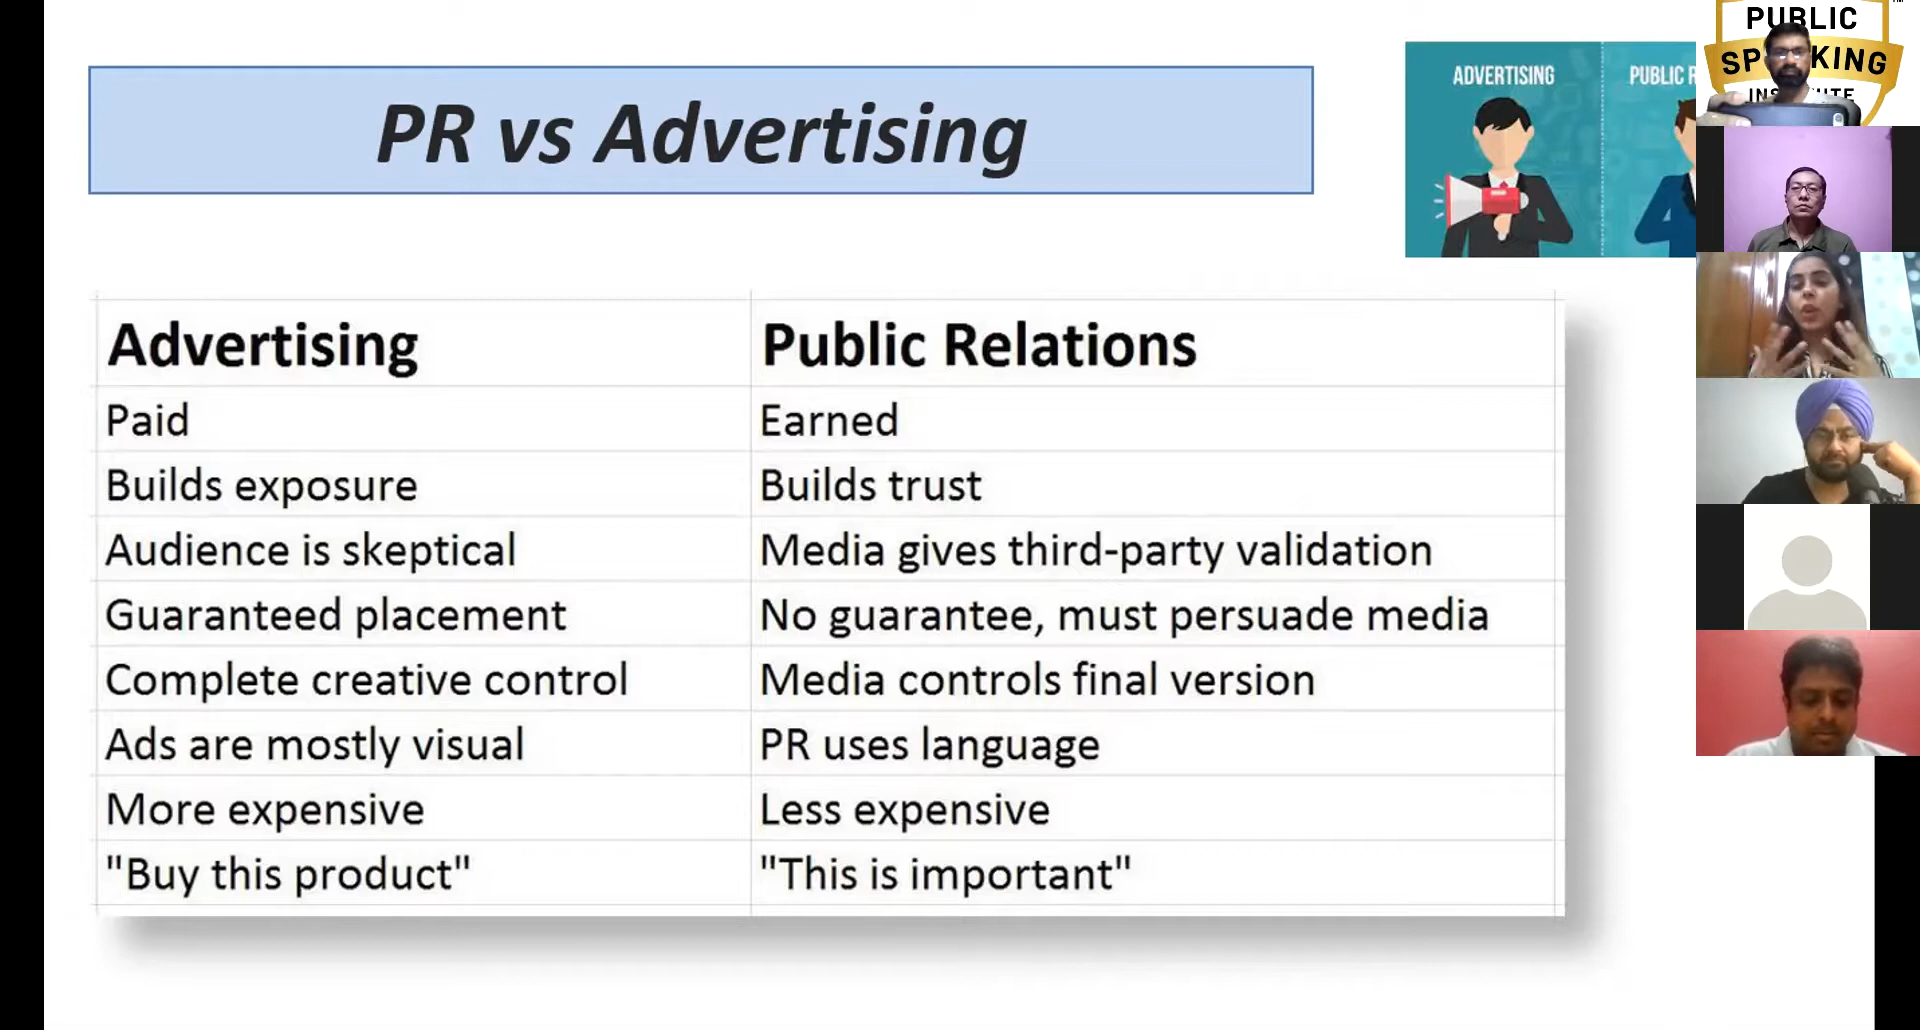 PR vs Advertising
ADVERTISING
PUBLIC R
PUBLIC
KING
Advertising Public Relations
Paid Earned
Builds exposure Builds trust
Audience is skeptical Media gives third-party validation
Guaranteed placement No guarantee, must persuade media
Complete creative control Media controls final version
Ads are mostly visual PR uses language
More expensive Less expensive
"Buy this product" "This is important"